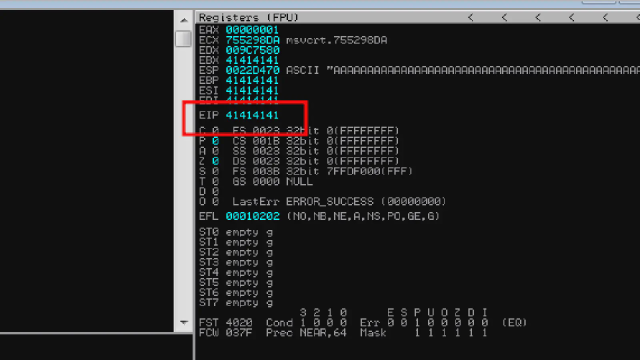 Registers (FPU) < < < < < <
EAX 00000001
ECX 755298DA msvcrt.755298DA
EDX 009C7580
EBX 41414141
ESP 0022D470 ASCII "AAAAAAAAAAAAAAAAAAAAAAAAAAAAAAAAAAAAAAAAAAAAAAAA
EBP 41414141
ESI 41414141
EDI 41414141
EIP 41414141
C 0 ES 0023 32bit 0(FFFFFFFF)
P 0 CS 001B 32bit 0(FFFFFFFF)
A 0 SS 0023 32bit 0(FFFFFFFF)
Z 0 DS 0023 32bit 0(FFFFFFFF)
S 0 FS 003B 32bit 7FFDF000(FFF)
T 0 GS 0000 NULL
D 0
O 0 LastErr ERROR_SUCCESS (00000000)
EFL 00010202 (NO,NB,NE,A,NS,PO,GE,G)
ST0 empty g
ST1 empty g
ST2 empty g
ST3 empty g
ST4 empty g
ST5 empty g
ST6 empty g
ST7 empty g
3 2 1 0 E S P U O Z D I
FST 4020 Cond 1 0 0 0 Err 0 0 1 0 0 0 0 0 (EQ)
FCW 037F Prec NEAR,64 Mask 1 1 1 1 1 1